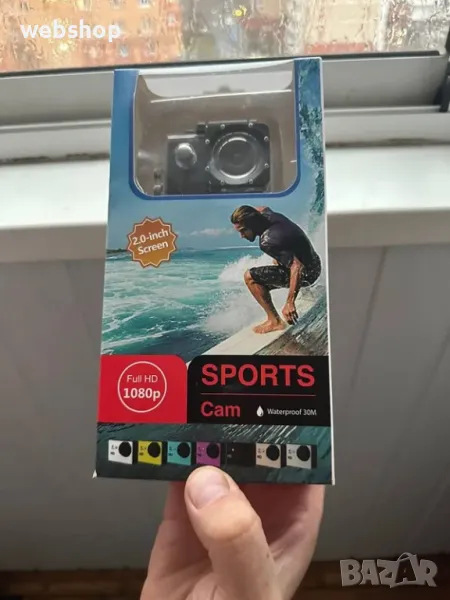 webshop
2.0-inch
Screen
Full HD
1080p
SPORTS
Cam
Waterproof 30M
BAZAR